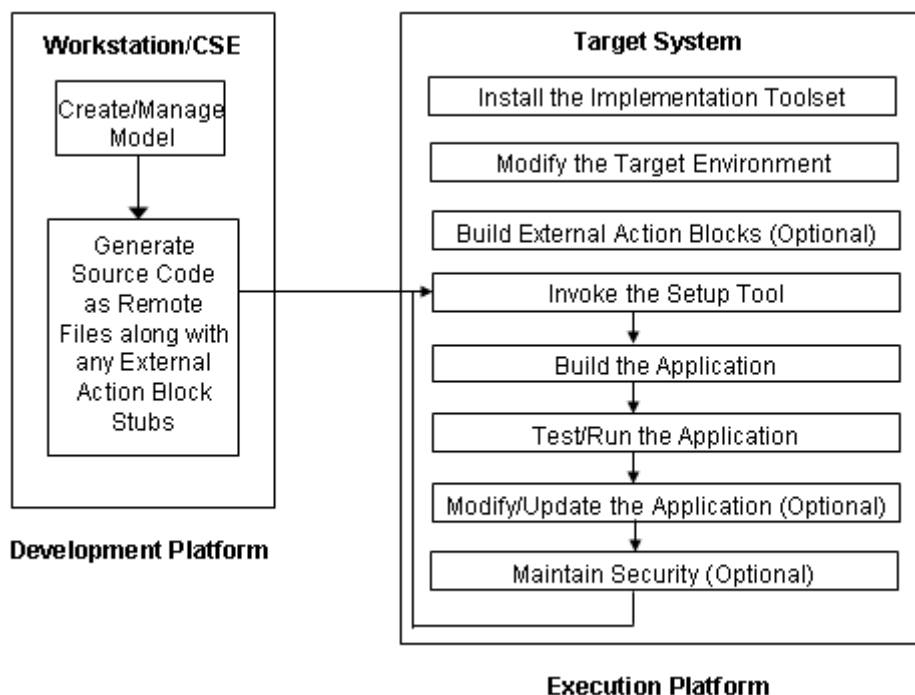 Workstation/CSE
Create/Manage
Model
Generate
Source Code
as Remote
Files along with
any External
Action Block
Stubs
Development Platform
Target System
Install the Implementation Toolset
Modify the Target Environment
Build External Action Blocks (Optional)
Invoke the Setup Tool
Build the Application
Test/Run the Application
Modify/Update the Application (Optional)
Maintain Security (Optional)
Execution Platform